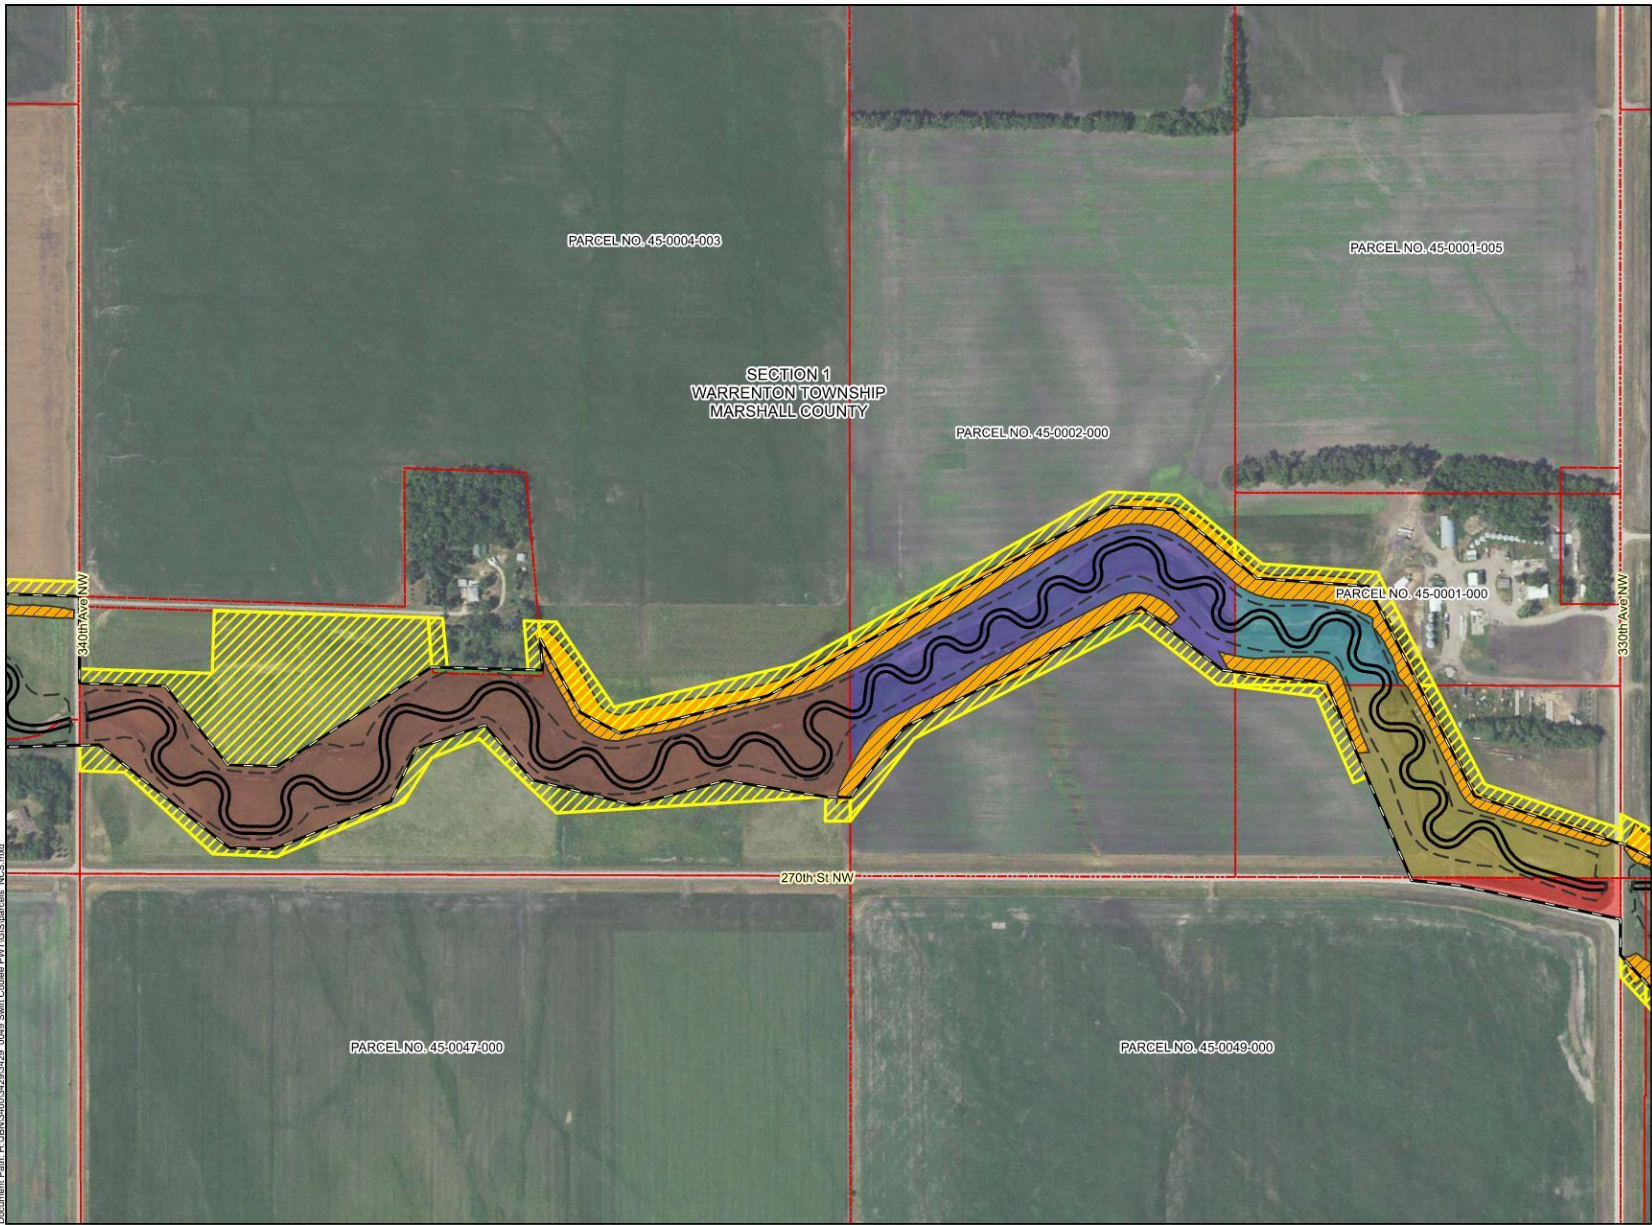 PARCEL NO. 45-0004-003
PARCEL NO. 45-0001-005
SECTION 1
WARRENTON TOWNSHIP
MARSHALL COUNTY
PARCEL NO. 45-0002-000
340th Ave NW
PARCEL NO. 45-0001-000
330th Ave NW
270th St NW
PARCEL NO. 45-0047-000
PARCEL NO. 45-0049-000
Document Path: